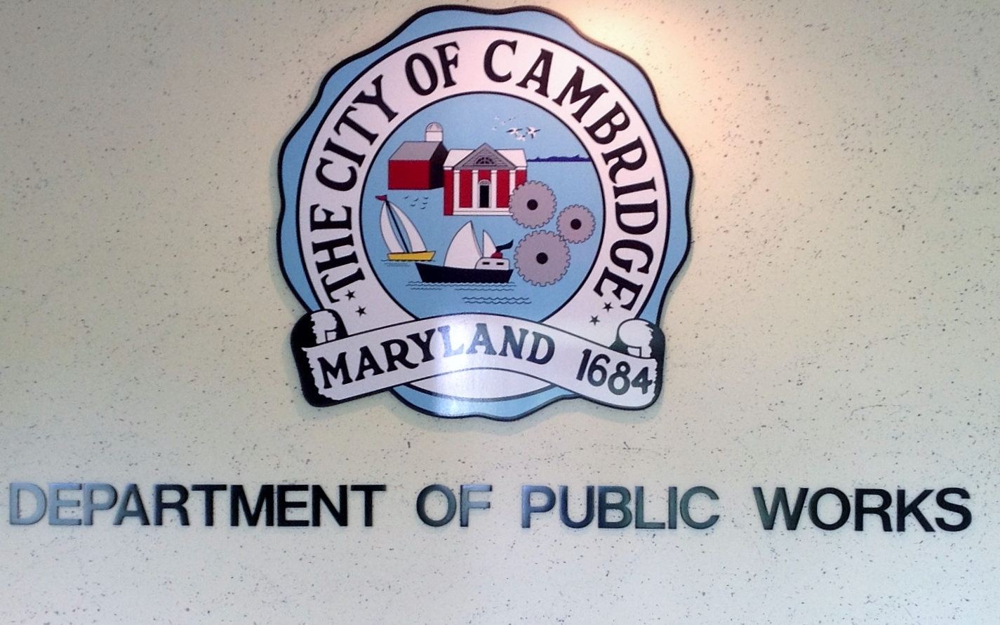 THE CITY OF CAMBRIDGE
MARYLAND 1684
DEPARTMENT OF PUBLIC WORKS